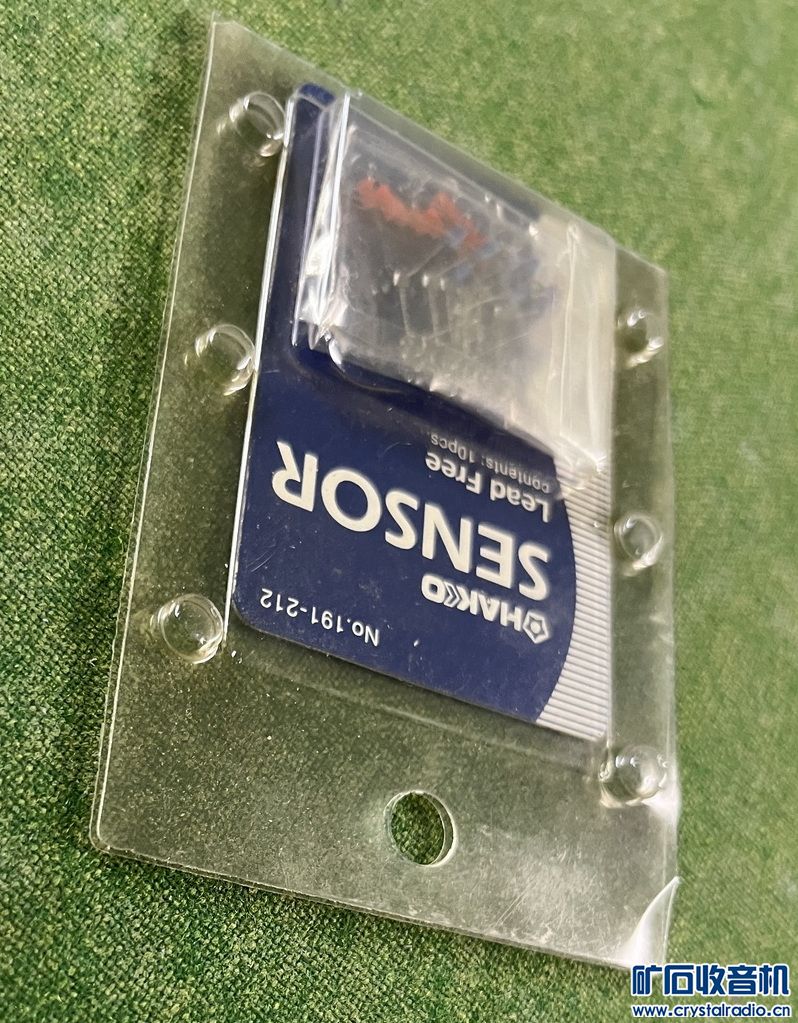 No.191-212
HAKKO
SENSOR
Lead Free
contents: 10pcs.
矿石收音机
www.crystalradio.cn